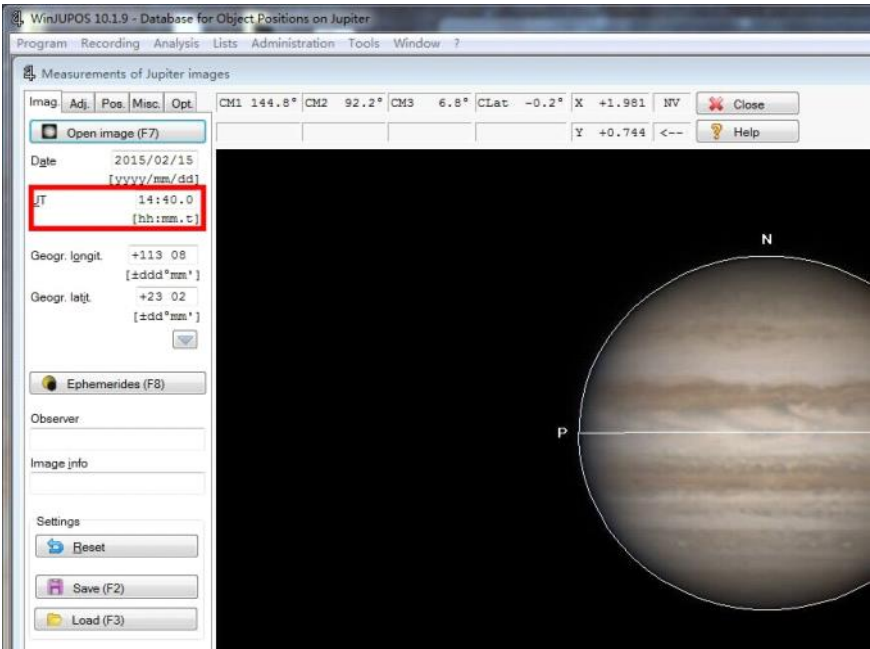 WinJUPOS 10.1.9 - Database for Object Positions on Jupiter
Program Recording Analysis Lists Administration Tools Window ?
Measurements of Jupiter images
Imag. Adj. Pos. Misc. Opt.
CM1 144.8° CM2 92.2° CM3 6.8° CLat -0.2° X +1.981 NV Close
Open image (F7) Y +0.744 <-- Help
Date 2015/02/15
[yyyy/mm/dd]
UT 14:40.0
[hh:mm.t]
N
Geogr. longit. +113 08
[±ddd°mm']
Geogr. latit. +23 02
[±dd°mm']
Ephemerides (F8)
Observer
P
Image info
Settings
Reset
Save (F2)
Load (F3)